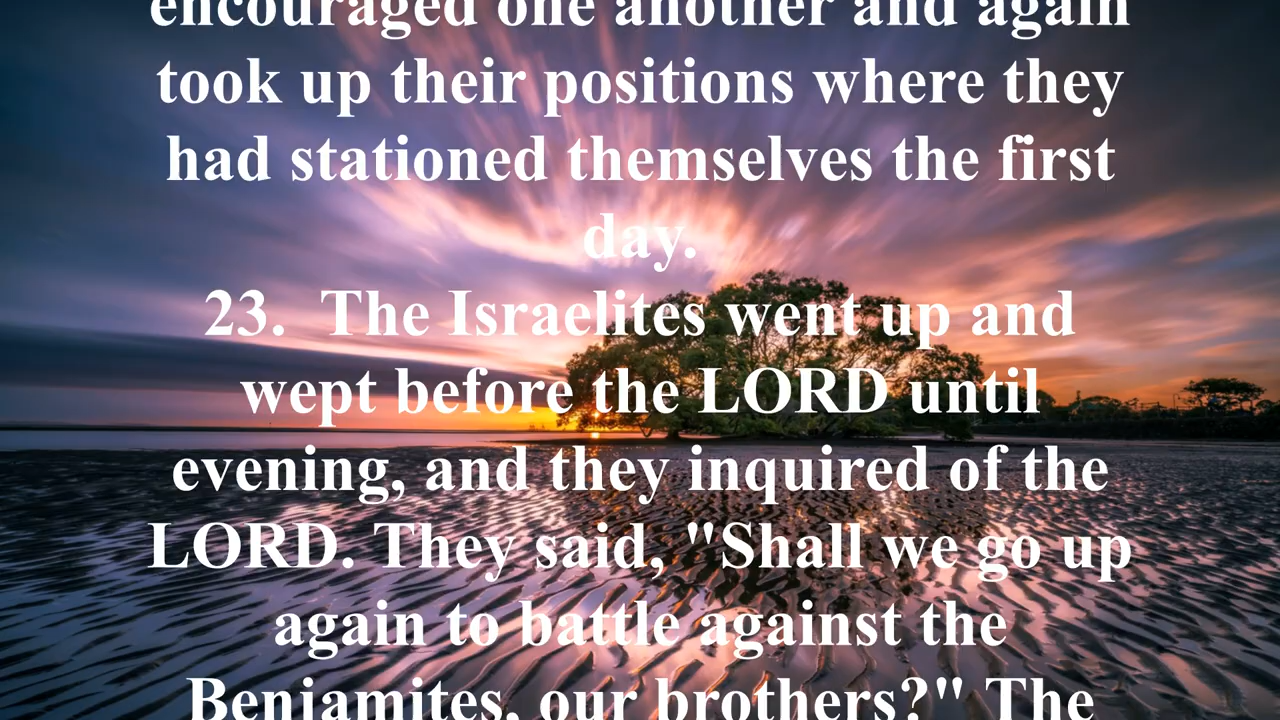 encouraged one another and again
took up their positions where they
had stationed themselves the first
day.
23. The Israelites went up and
wept before the LORD until
evening, and they inquired of the
LORD. They said, "Shall we go up
again to battle against the
Benjamites, our brothers?" The